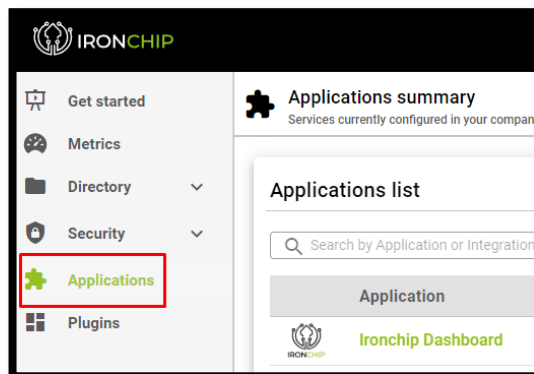 IRONCHIP
Get started
Metrics
Directory
Security
Applications
Plugins
Applications summary
Services currently configured in your compan
Applications list
Search by Application or Integration
Application
IRONCHIP
Ironchip Dashboard